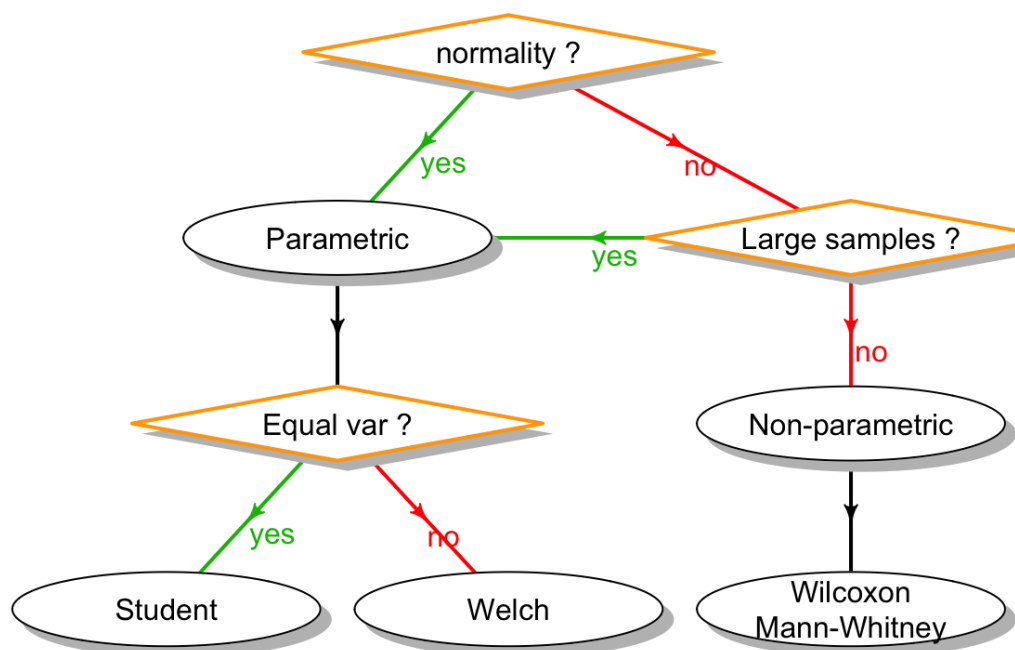 normality ?
yes
no
Parametric
Large samples ?
yes
no
Equal var ?
Non-parametric
yes
no
Student
Welch
Wilcoxon
Mann-Whitney